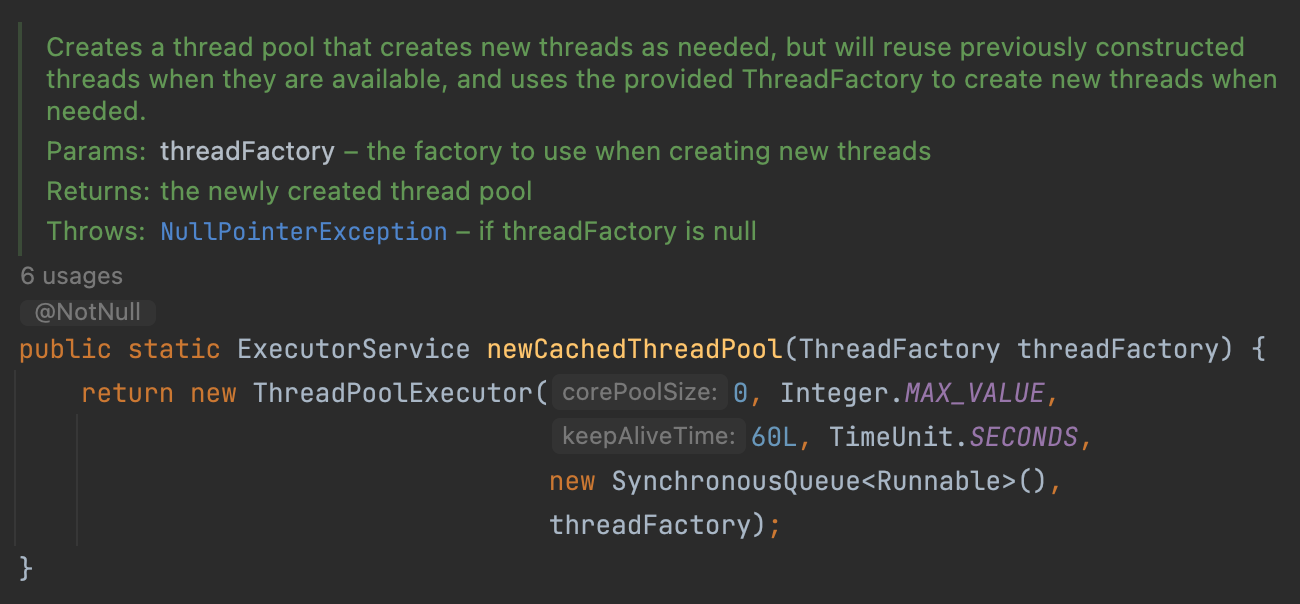 Creates a thread pool that creates new threads as needed, but will reuse previously constructed
threads when they are available, and uses the provided ThreadFactory to create new threads when
needed.
Params: threadFactory – the factory to use when creating new threads
Returns: the newly created thread pool
Throws: NullPointerException – if threadFactory is null
6 usages
@NotNull
public static ExecutorService newCachedThreadPool(ThreadFactory threadFactory) {
    return new ThreadPoolExecutor( corePoolSize: 0, Integer.MAX_VALUE,
                                  keepAliveTime: 60L, TimeUnit.SECONDS,
                                  new SynchronousQueue<Runnable>(),
                                  threadFactory);
}